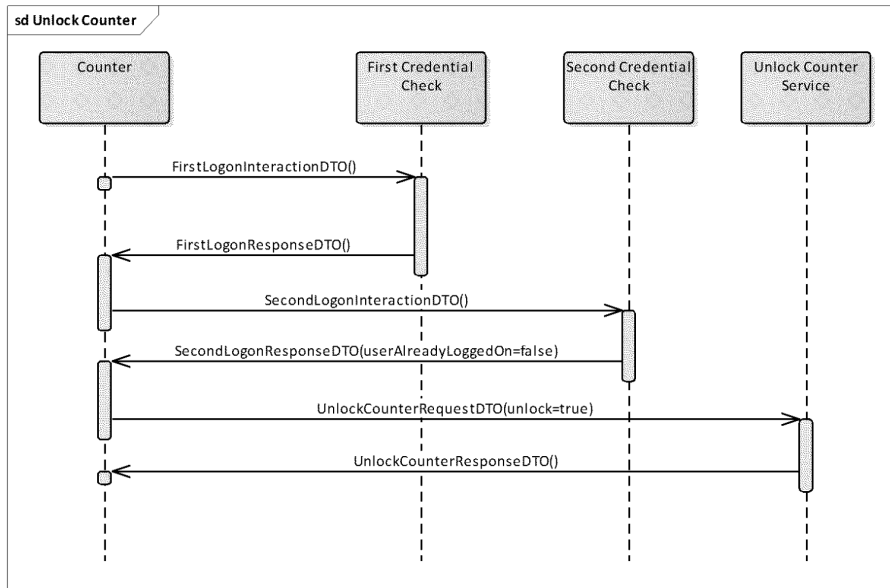 sd Unlock Counter
Counter
First Credential
Check
Second Credential
Check
Unlock Counter
Service
FirstLogonInteractionDTO()
FirstLogonResponseDTO()
SecondLogonInteractionDTO()
SecondLogonResponseDTO(userAlreadyLoggedOn=false)
UnlockCounterRequestDTO(unlock=true)
UnlockCounterResponseDTO()